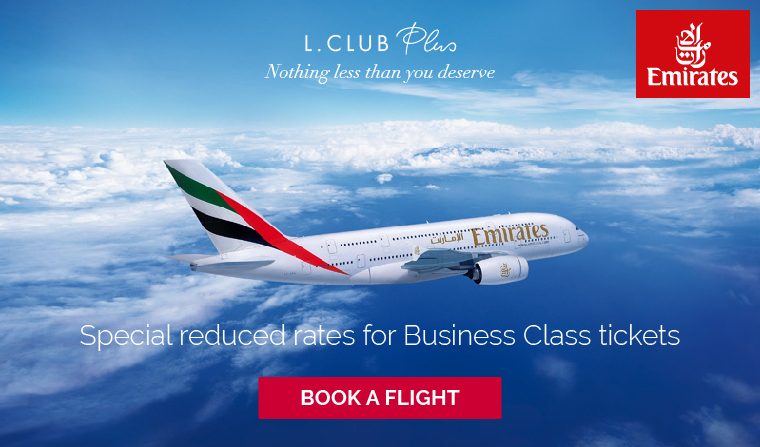 L.CLUB Plus
Nothing less than you deserve
Emirates
الإمارات Emirates
Special reduced rates for Business Class tickets
BOOK A FLIGHT